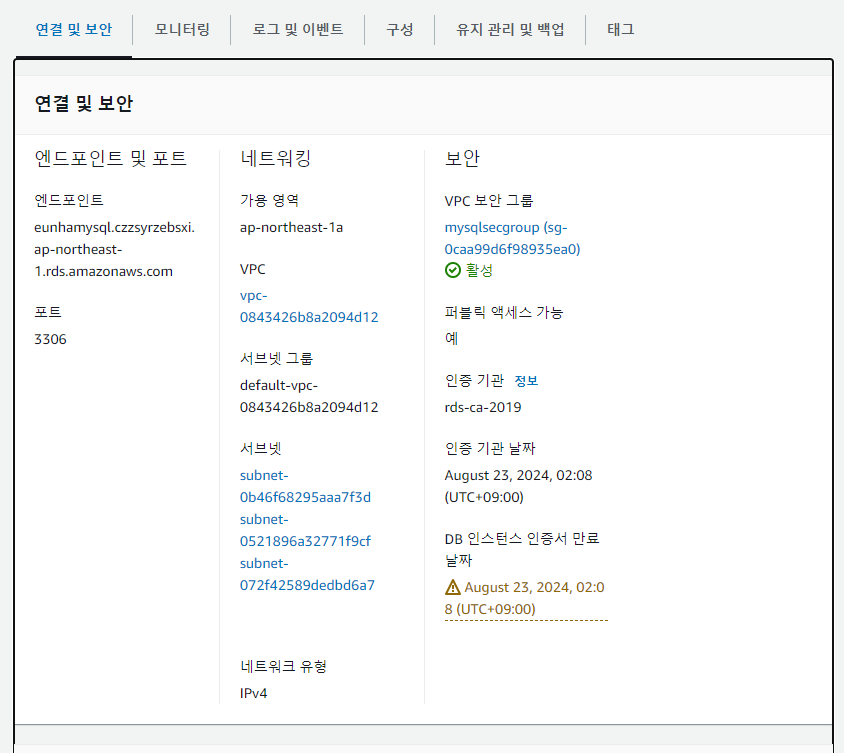 연결 및 보안
모니터링
로그 및 이벤트
구성
유지 관리 및 백업
태그
연결 및 보안
엔드포인트 및 포트
엔드포인트
eunhamysql.czzsyrzebsxi.
ap-northeast-
1.rds.amazonaws.com
포트
3306
네트워킹
가용 영역
ap-northeast-1a
VPC
vpc-
0843426b8a2094d12
서브넷 그룹
default-vpc-
0843426b8a2094d12
서브넷
subnet-
0b46f68295aaa7f3d
subnet-
0521896a32771f9cf
subnet-
072f42589dedbd6a7
네트워크 유형
IPv4
보안
VPC 보안 그룹
mysqlsecgroup (sg-
0caa99d6f98935ea0)
활성
퍼블릭 액세스 가능
예
인증 기관 정보
rds-ca-2019
인증 기관 날짜
August 23, 2024, 02:08
(UTC+09:00)
DB 인스턴스 인증서 만료
날짜
August 23, 2024, 02:0
8 (UTC+09:00)